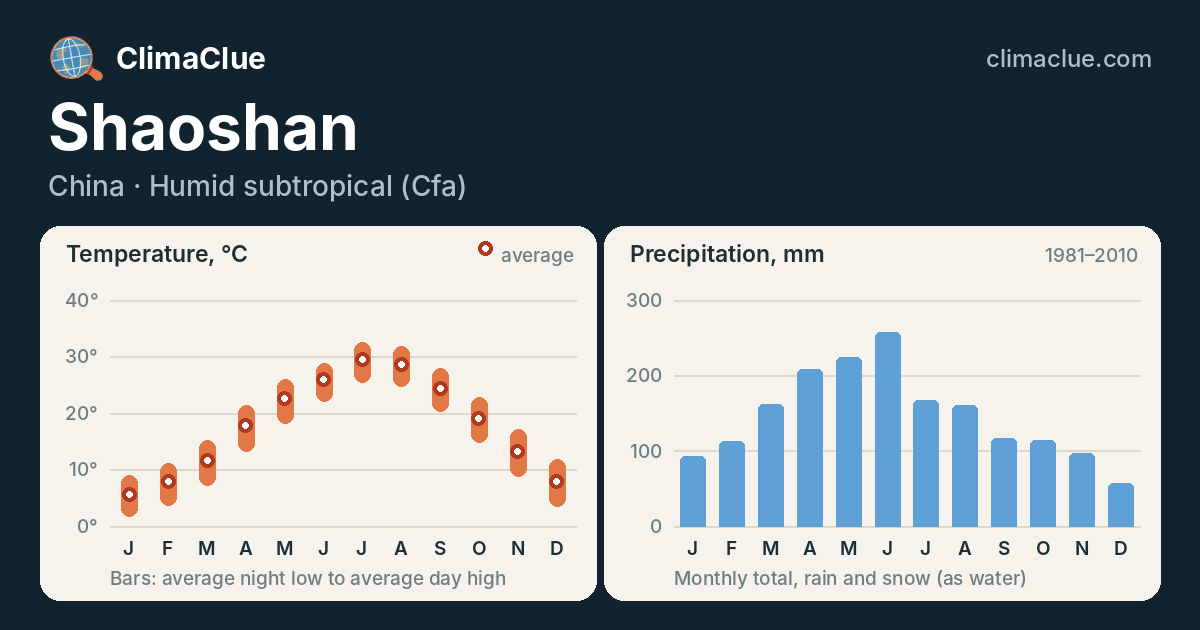 ClimaClue
climaclue.com
Shaoshan
China · Humid subtropical (Cfa)
Temperature, °C
average
40°
30°
20°
10°
0°
J F M A M J J A S O N D
Bars: average night low to average day high
Precipitation, mm
1981–2010
300
200
100
0
J F M A M J J A S O N D
Monthly total, rain and snow (as water)